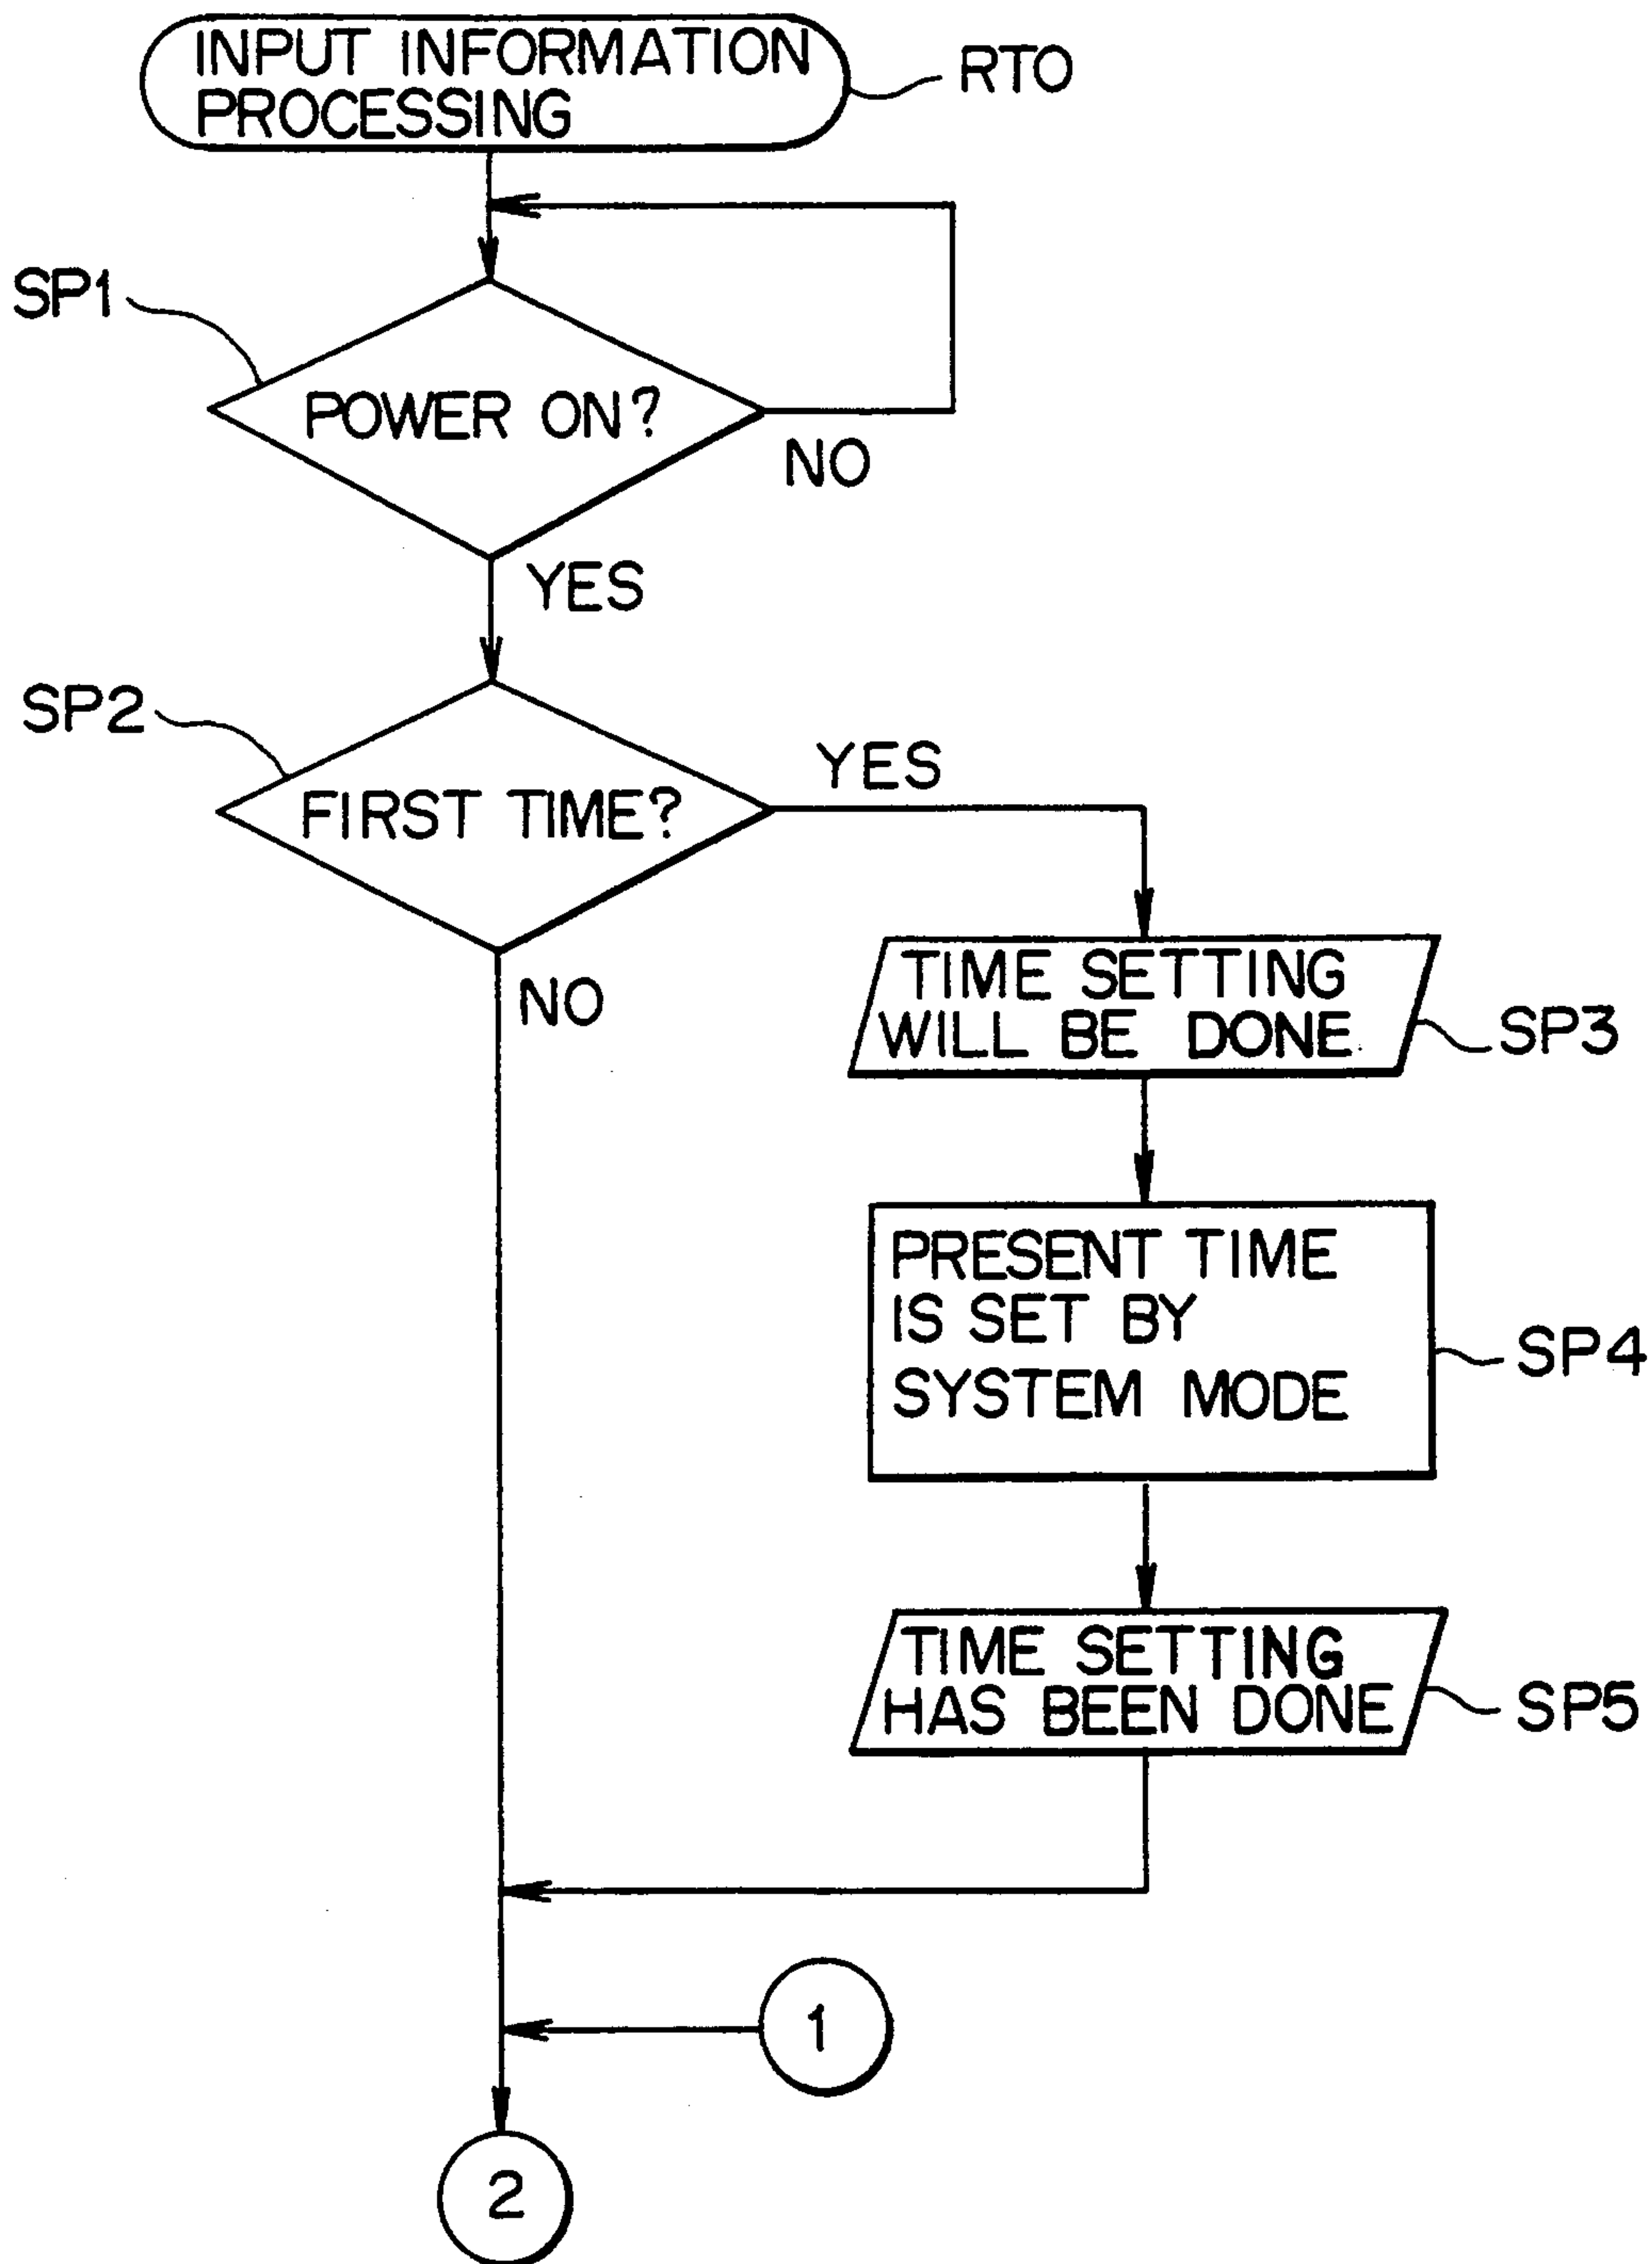 INPUT INFORMATION
PROCESSING
RTO
SP1
POWER ON?
NO
YES
SP2
FIRST TIME?
YES
NO
TIME SETTING
WILL BE DONE
SP3
PRESENT TIME
IS SET BY
SYSTEM MODE
SP4
TIME SETTING
HAS BEEN DONE
SP5
1
2